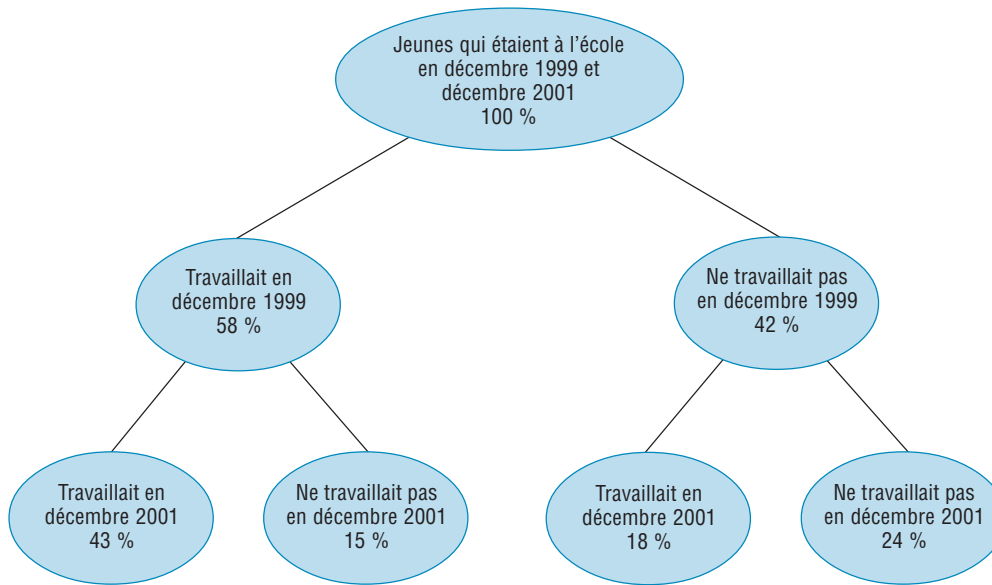 Jeunes qui étaient à l'école
en décembre 1999 et
décembre 2001
100 %
Travaillait en
décembre 1999
58 %
Ne travaillait pas
en décembre 1999
42 %
Travaillait en
décembre 2001
43 %
Ne travaillait pas
en décembre 2001
15 %
Travaillait en
décembre 2001
18 %
Ne travaillait pas
en décembre 2001
24 %